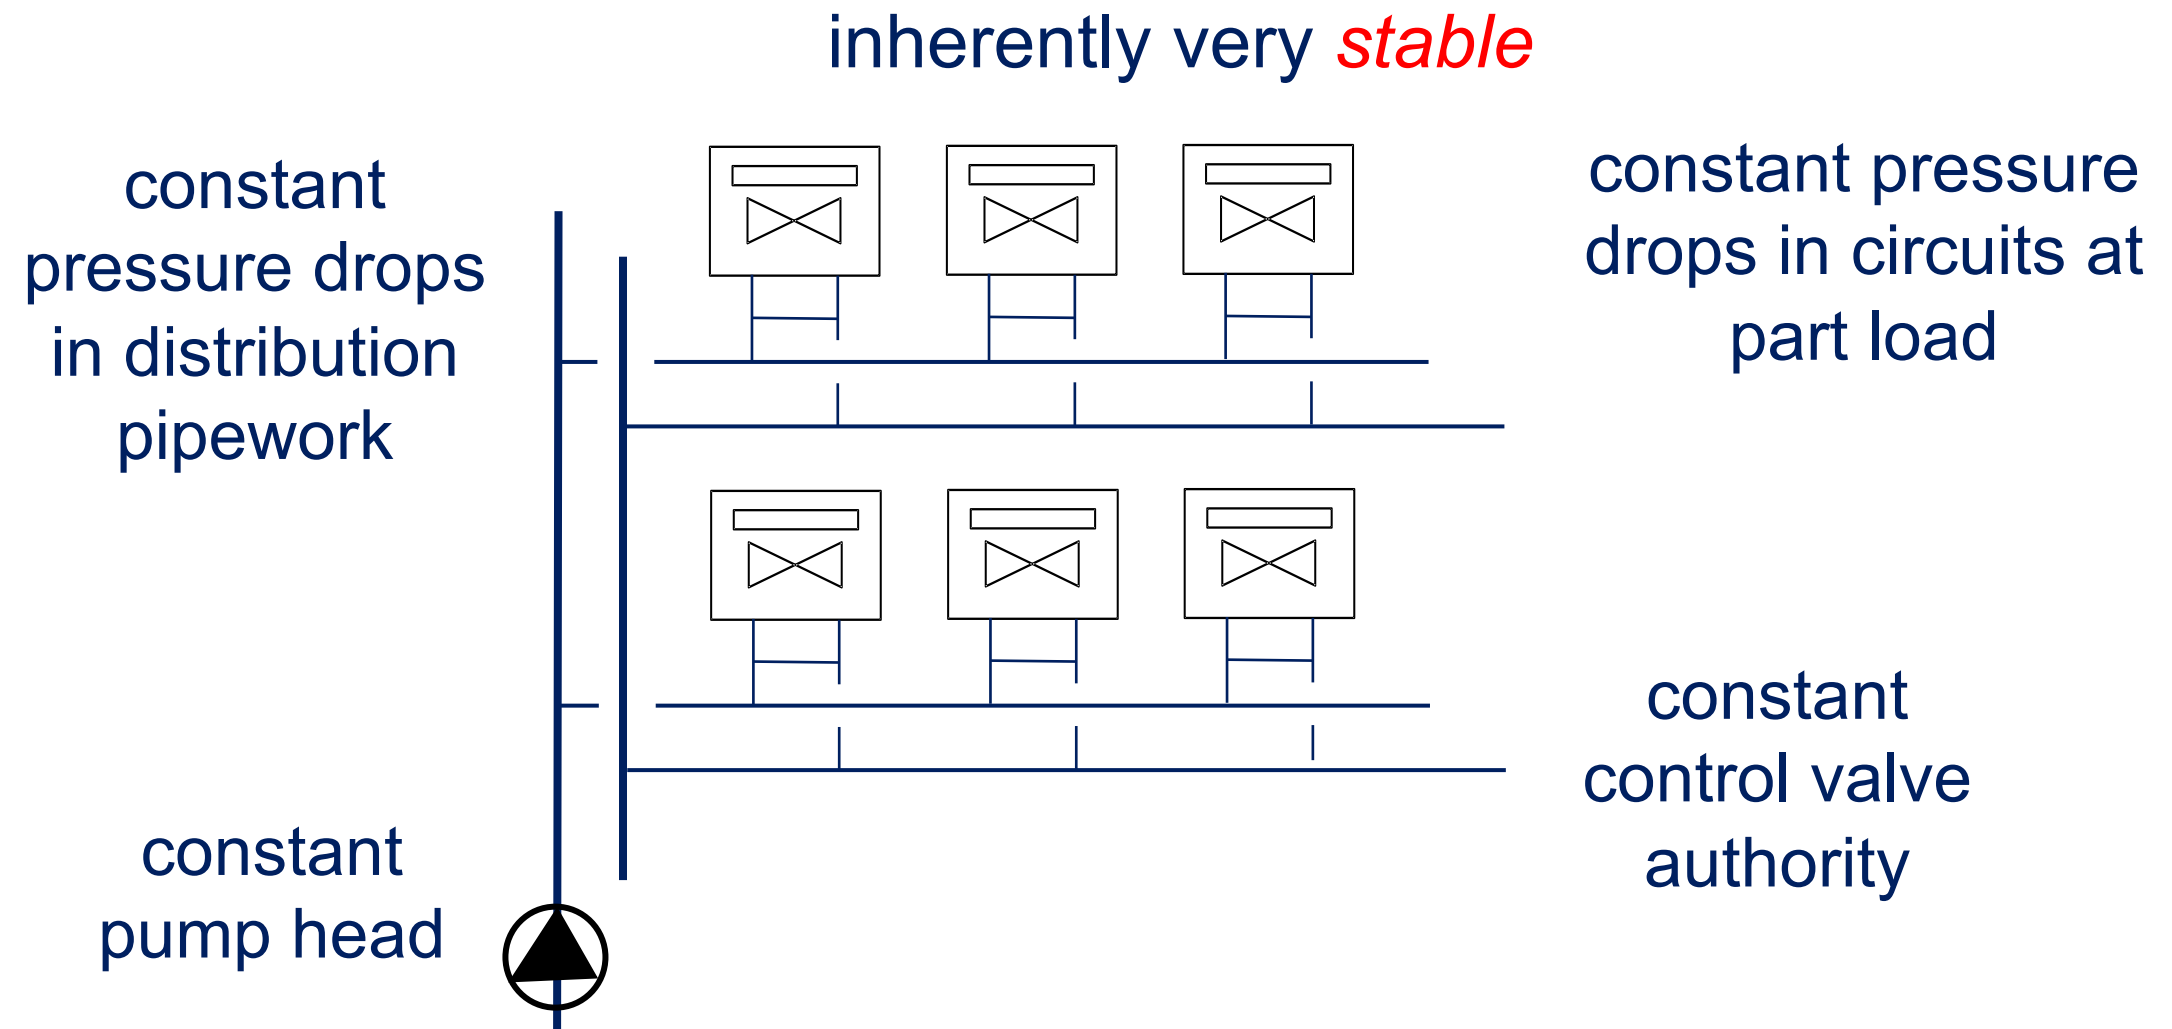 inherently very stable
constant
pressure drops
in distribution
pipework
constant pressure
drops in circuits at
part load
constant
control valve
authority
constant
pump head